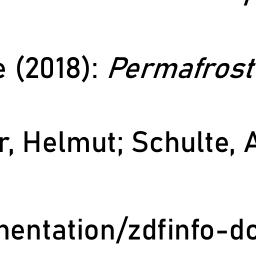 e (2018): Permafrost
r, Helmut; Schulte, A
mentation/zdfinfo-do